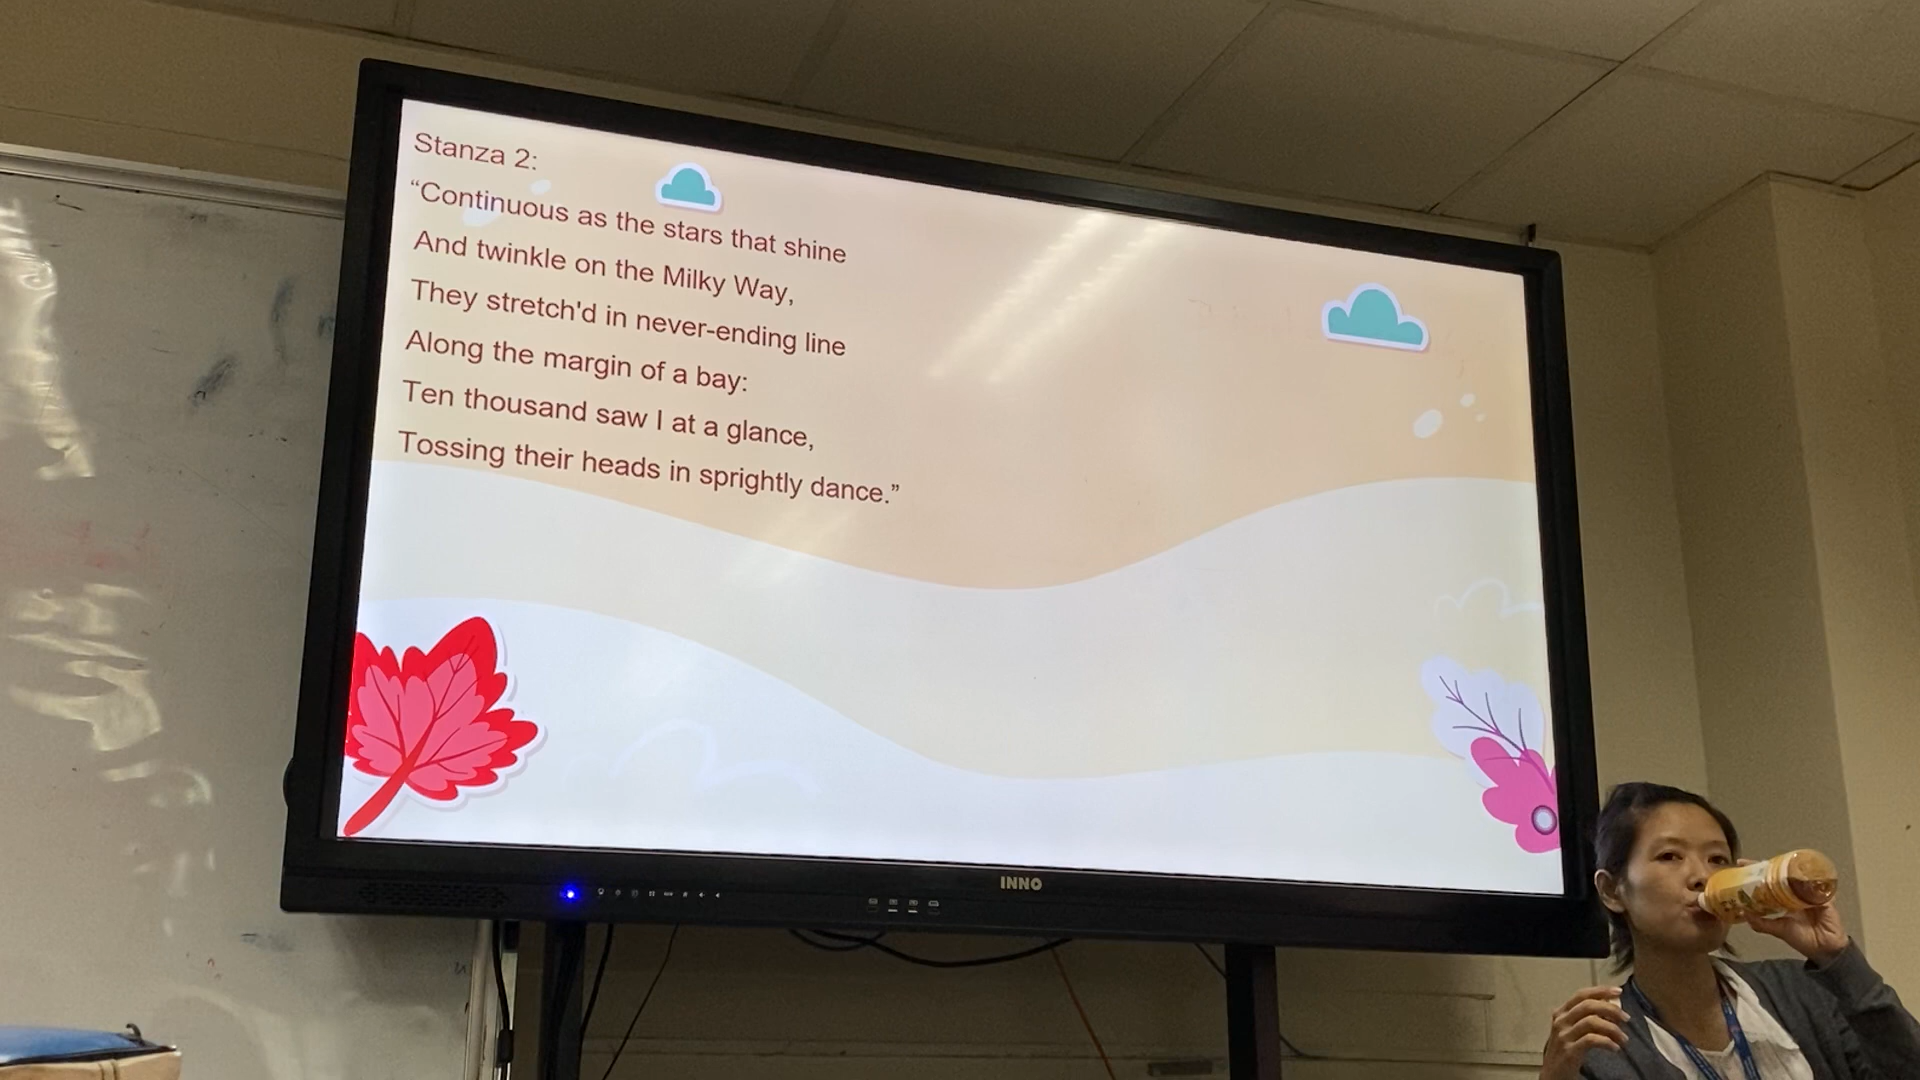 Stanza 2:
“Continuous as the stars that shine
And twinkle on the Milky Way,
They stretch'd in never-ending line
Along the margin of a bay:
Ten thousand saw I at a glance,
Tossing their heads in sprightly dance.”
INNO